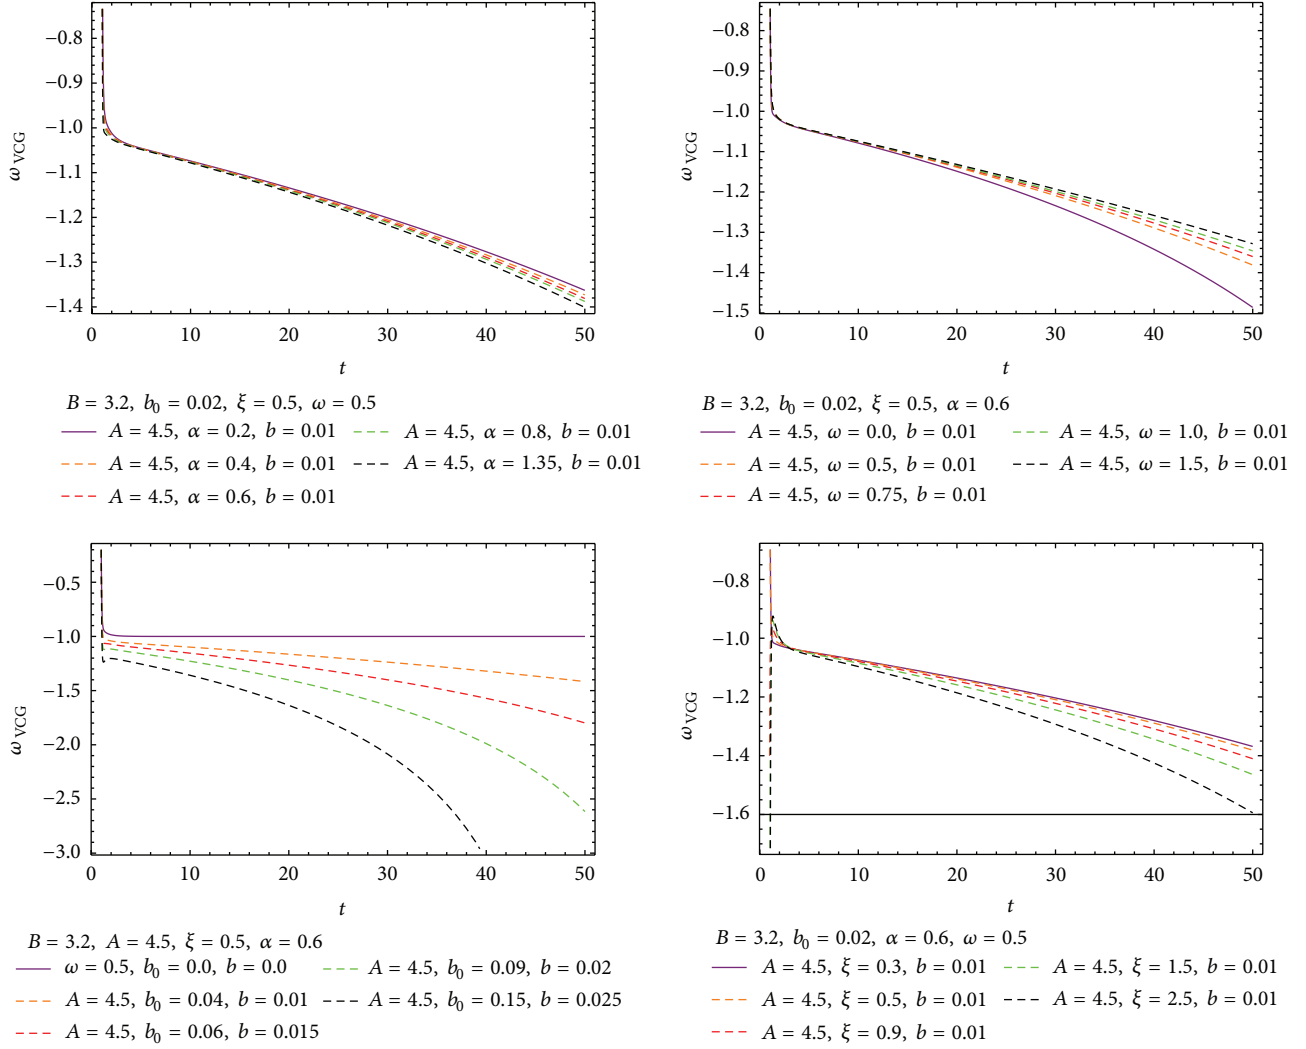 −0.8
−0.9
−1.0
−1.1
−1.2
−1.3
−1.4
ω VCG
0 10 20 30 40 50
t
B = 3.2, b0 = 0.02, ξ = 0.5, ω = 0.5
A = 4.5, α = 0.2, b = 0.01
A = 4.5, α = 0.4, b = 0.01
A = 4.5, α = 0.6, b = 0.01
A = 4.5, α = 0.8, b = 0.01
A = 4.5, α = 1.35, b = 0.01
−0.8
−0.9
−1.0
−1.1
−1.2
−1.3
−1.4
−1.5
ω VCG
0 10 20 30 40 50
t
B = 3.2, b0 = 0.02, ξ = 0.5, α = 0.6
A = 4.5, ω = 0.0, b = 0.01
A = 4.5, ω = 0.5, b = 0.01
A = 4.5, ω = 0.75, b = 0.01
A = 4.5, ω = 1.0, b = 0.01
A = 4.5, ω = 1.5, b = 0.01
−0.5
−1.0
−1.5
−2.0
−2.5
−3.0
ω VCG
0 10 20 30 40 50
t
B = 3.2, A = 4.5, ξ = 0.5, α = 0.6
ω = 0.5, b0 = 0.0, b = 0.0
A = 4.5, b0 = 0.04, b = 0.01
A = 4.5, b0 = 0.06, b = 0.015
A = 4.5, b0 = 0.09, b = 0.02
A = 4.5, b0 = 0.15, b = 0.025
−0.8
−1.0
−1.2
−1.4
−1.6
ω VCG
0 10 20 30 40 50
t
B = 3.2, b0 = 0.02, α = 0.6, ω = 0.5
A = 4.5, ξ = 0.3, b = 0.01
A = 4.5, ξ = 0.5, b = 0.01
A = 4.5, ξ = 0.9, b = 0.01
A = 4.5, ξ = 1.5, b = 0.01
A = 4.5, ξ = 2.5, b = 0.01